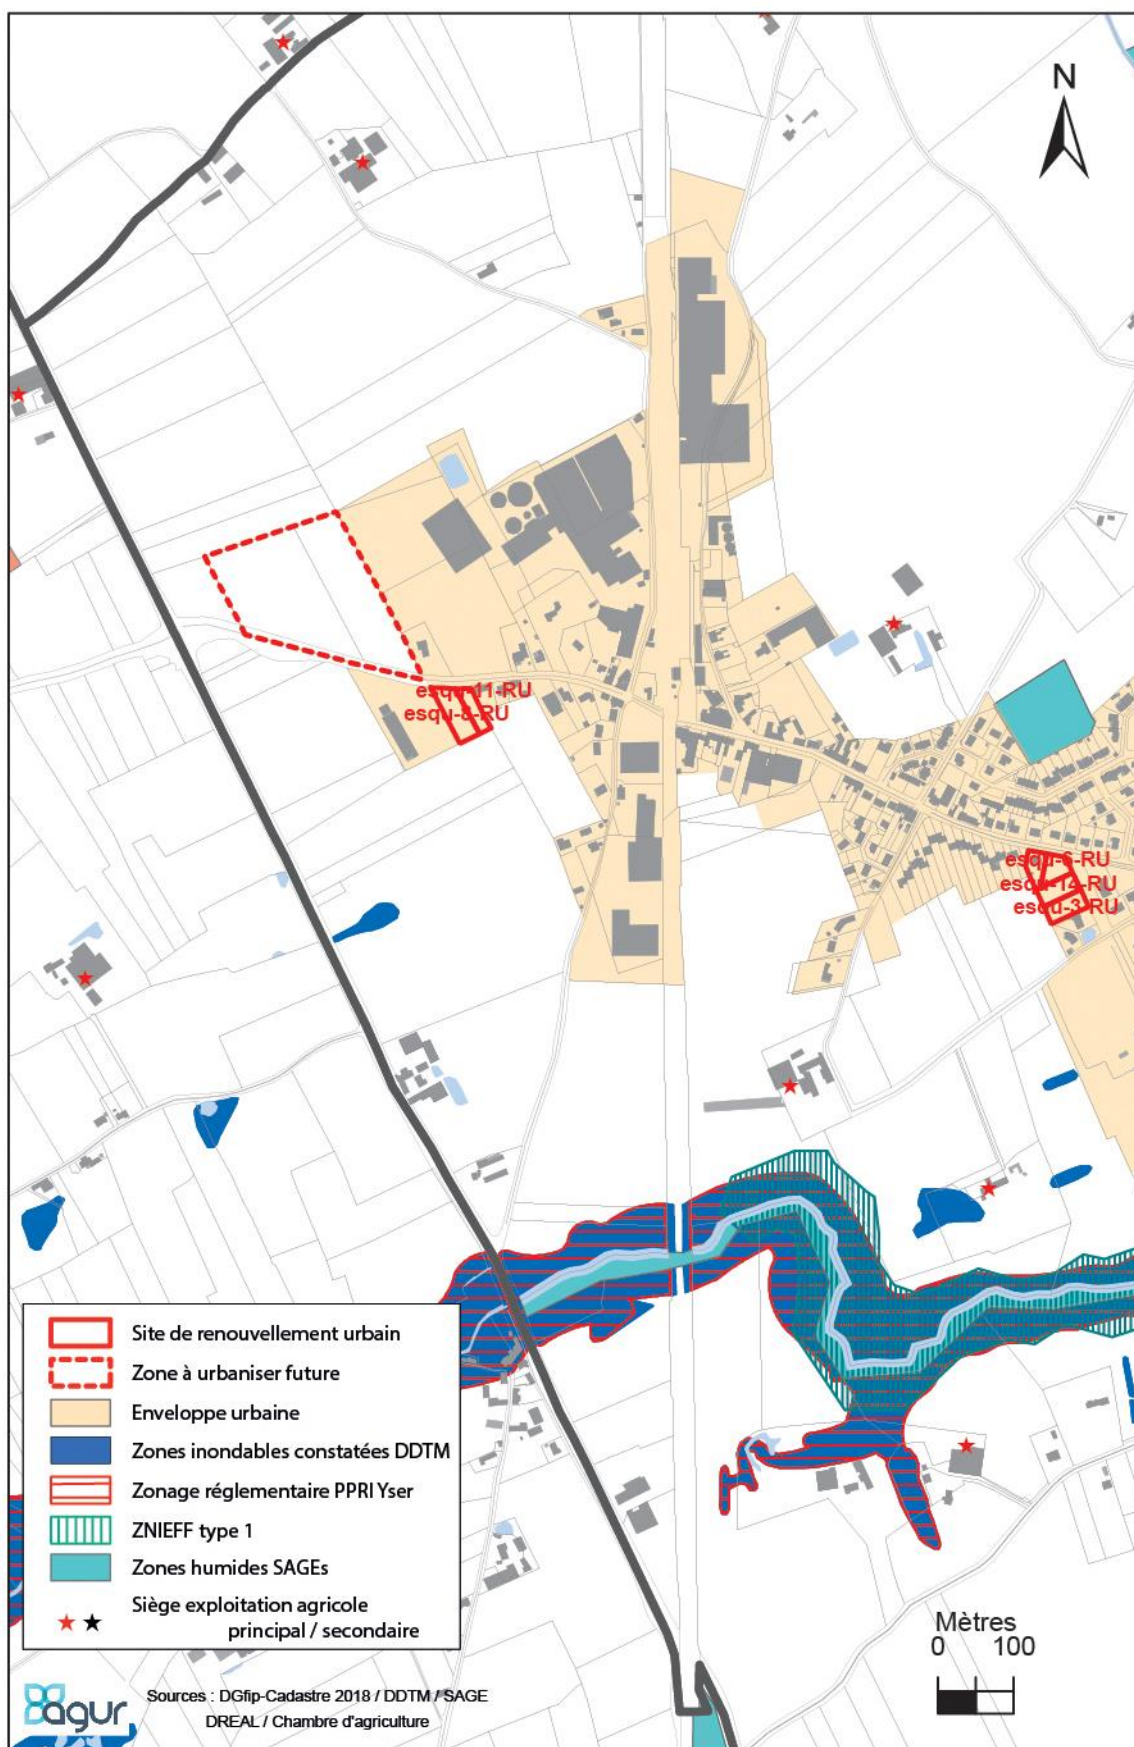 N
esqu-11-RU
esqu-8-RU
esqu-6-RU
esqu-14-RU
esqu-3-RU
Site de renouvellement urbain
Zone à urbaniser future
Enveloppe urbaine
Zones inondables constatées DDTM
Zonage réglementaire PPRI Yser
ZNIEFF type 1
Zones humides SAGEs
Siège exploitation agricole
principal / secondaire
Mètres
0 100
agur
Sources : DGfip-Cadastre 2018 / DDTM / SAGE
DREAL / Chambre d'agriculture